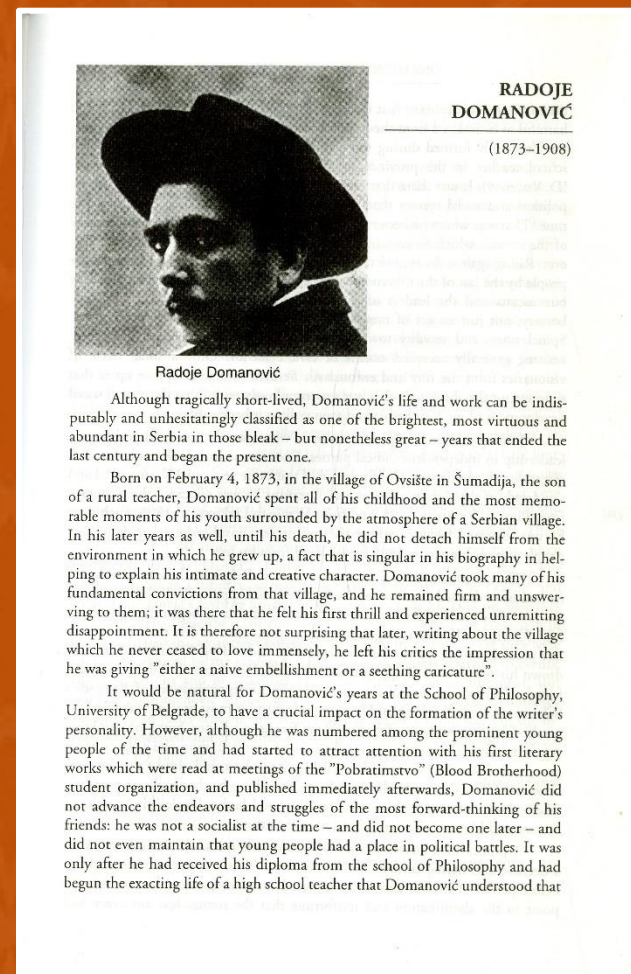 RADOJE
DOMANOVIĆ
(1873–1908)
Radoje Domanović
Although tragically short-lived, Domanović's life and work can be indis-
putably and unhesitatingly classified as one of the brightest, most virtuous and
abundant in Serbia in those bleak – but nonetheless great – years that ended the
last century and began the present one.
Born on February 4, 1873, in the village of Ovsište in Šumadija, the son
of a rural teacher, Domanović spent all of his childhood and the most memo-
rable moments of his youth surrounded by the atmosphere of a Serbian village.
In his later years as well, until his death, he did not detach himself from the
environment in which he grew up, a fact that is singular in his biography in hel-
ping to explain his intimate and creative character. Domanović took many of his
fundamental convictions from that village, and he remained firm and unswer-
ving to them; it was there that he felt his first thrill and experienced unremitting
disappointment. It is therefore not surprising that later, writing about the village
which he never ceased to love immensely, he left his critics the impression that
he was giving "either a naive embellishment or a seething caricature".
It would be natural for Domanović's years at the School of Philosophy,
University of Belgrade, to have a crucial impact on the formation of the writer's
personality. However, although he was numbered among the prominent young
people of the time and had started to attract attention with his first literary
works which were read at meetings of the "Pobratimstvo" (Blood Brotherhood)
student organization, and published immediately afterwards, Domanović did
not advance the endeavors and struggles of the most forward-thinking of his
friends: he was not a socialist at the time – and did not become one later – and
did not even maintain that young people had a place in political battles. It was
only after he had received his diploma from the school of Philosophy and had
begun the exacting life of a high school teacher that Domanović understood that